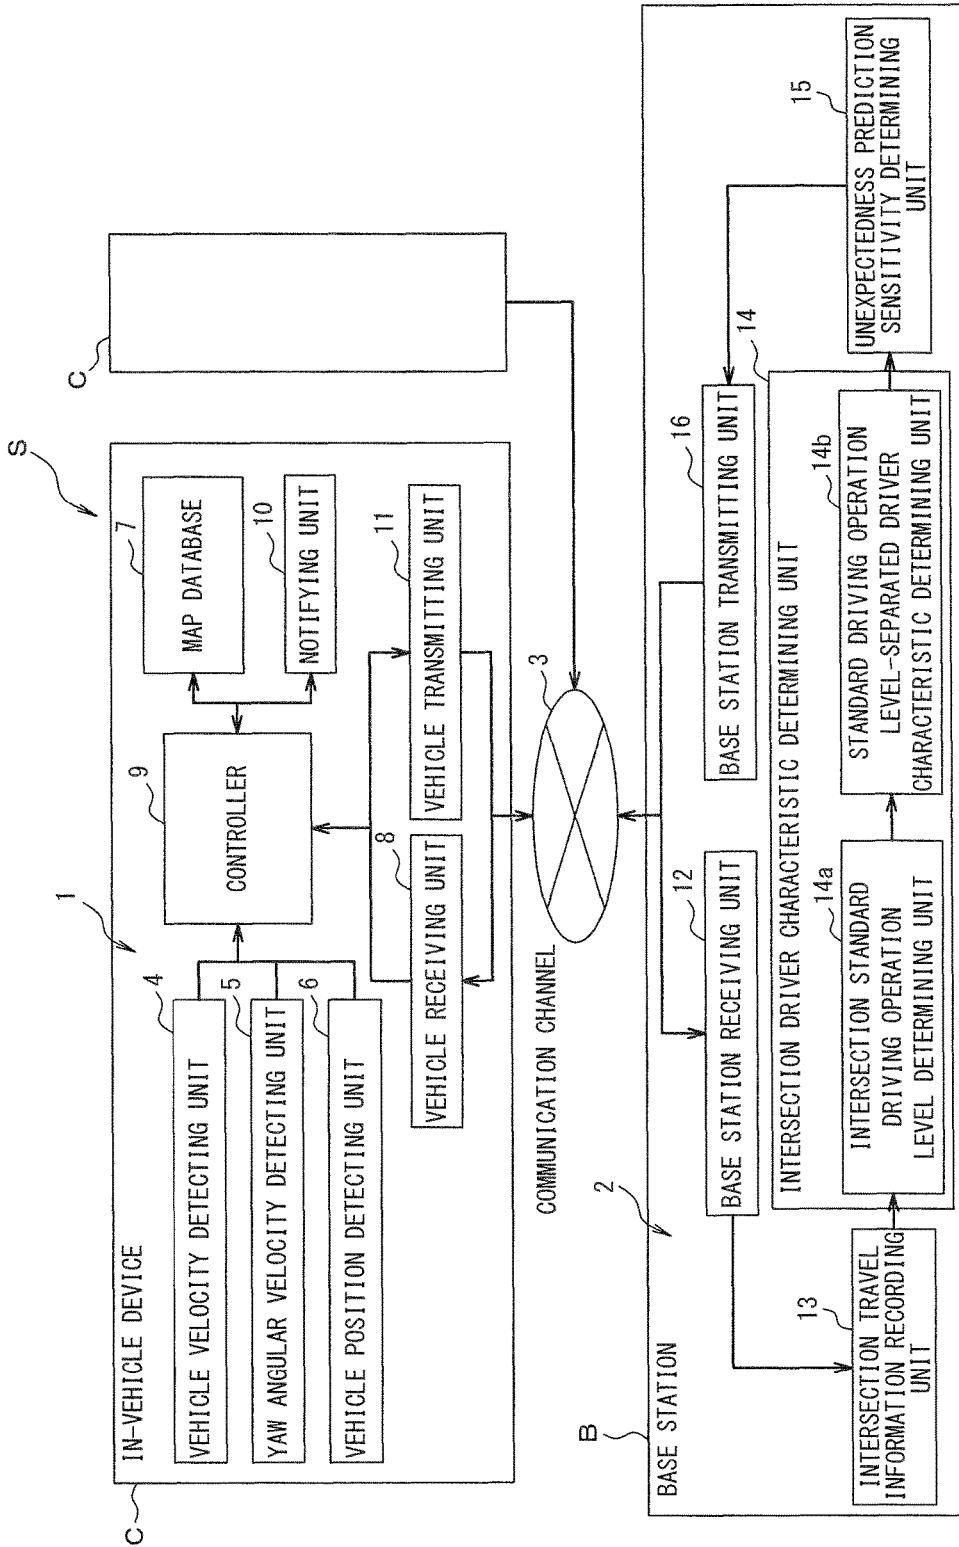 S
1
C
IN-VEHICLE DEVICE
4
VEHICLE VELOCITY DETECTING UNIT
5
YAW ANGULAR VELOCITY DETECTING UNIT
6
VEHICLE POSITION DETECTING UNIT
9
CONTROLLER
7
MAP DATABASE
10
NOTIFYING UNIT
8
VEHICLE RECEIVING UNIT
11
VEHICLE TRANSMITTING UNIT
C
COMMUNICATION CHANNEL
3
B
BASE STATION
2
12
BASE STATION RECEIVING UNIT
16
BASE STATION TRANSMITTING UNIT
13
INTERSECTION TRAVEL
INFORMATION RECORDING
UNIT
14
INTERSECTION DRIVER CHARACTERISTIC DETERMINING UNIT
14a
INTERSECTION STANDARD
DRIVING OPERATION
LEVEL DETERMINING UNIT
14b
STANDARD DRIVING OPERATION
LEVEL-SEPARATED DRIVER
CHARACTERISTIC DETERMINING UNIT
15
UNEXPECTEDNESS PREDICTION
SENSITIVITY DETERMINING
UNIT